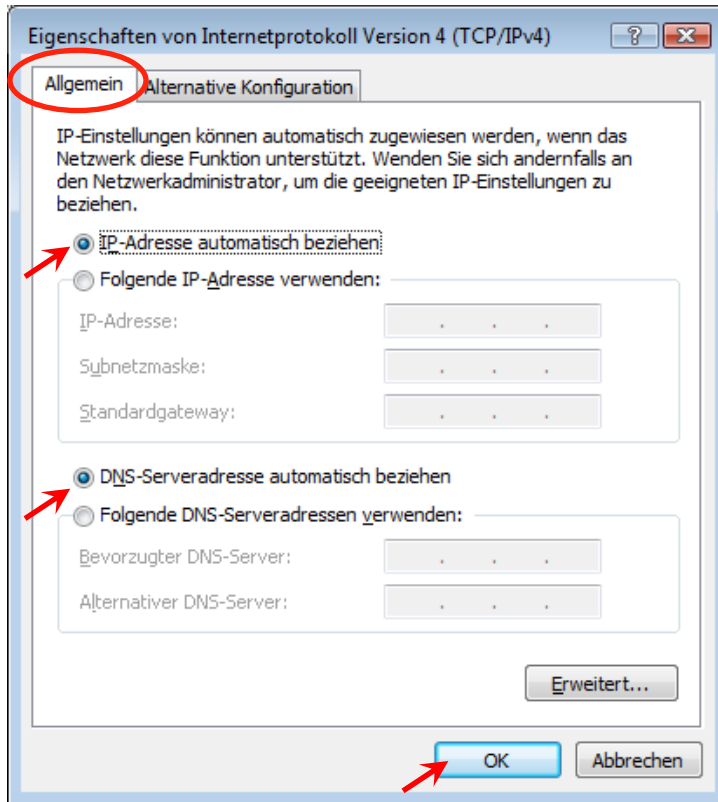 Eigenschaften von Internetprotokoll Version 4 (TCP/IPv4)
Allgemein Alternative Konfiguration
IP-Einstellungen können automatisch zugewiesen werden, wenn das
Netzwerk diese Funktion unterstützt. Wenden Sie sich andernfalls an
den Netzwerkadministrator, um die geeigneten IP-Einstellungen zu
beziehen.
IP-Adresse automatisch beziehen
Folgende IP-Adresse verwenden:
IP-Adresse: . . .
Subnetzmaske: . . .
Standardgateway: . . .
DNS-Serveradresse automatisch beziehen
Folgende DNS-Serveradressen verwenden:
Bevorzugter DNS-Server: . . .
Alternativer DNS-Server: . . .
Erweitert...
OK Abbrechen